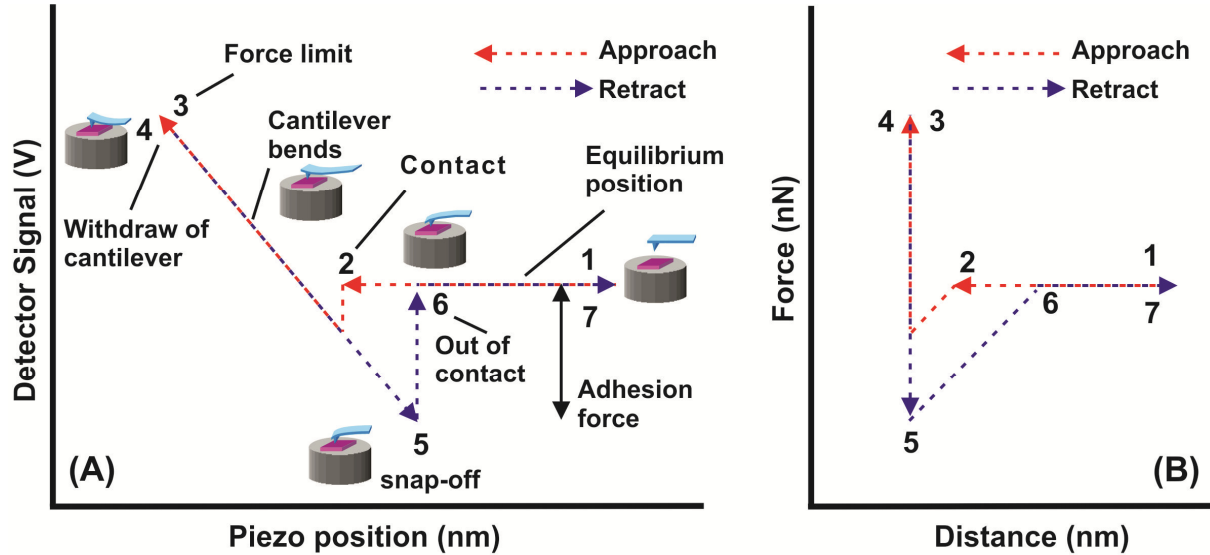 Force limit
3
4
Cantilever
bends
Contact
Withdraw of
cantilever
2
Approach
Retract
Equilibrium
position
1
6
7
Out of
contact
Adhesion
force
5
snap-off
(A)
Detector Signal (V)
Piezo position (nm)
Approach
Retract
4 3
2
1
6
7
5
(B)
Force (nN)
Distance (nm)